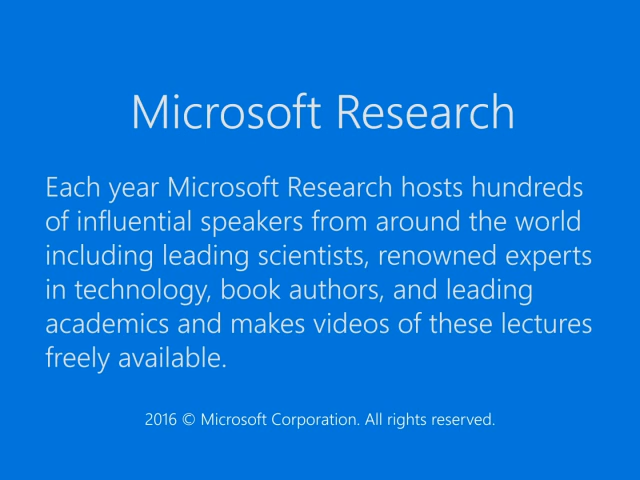 Microsoft Research
Each year Microsoft Research hosts hundreds
of influential speakers from around the world
including leading scientists, renowned experts
in technology, book authors, and leading
academics and makes videos of these lectures
freely available.
2016 © Microsoft Corporation. All rights reserved.